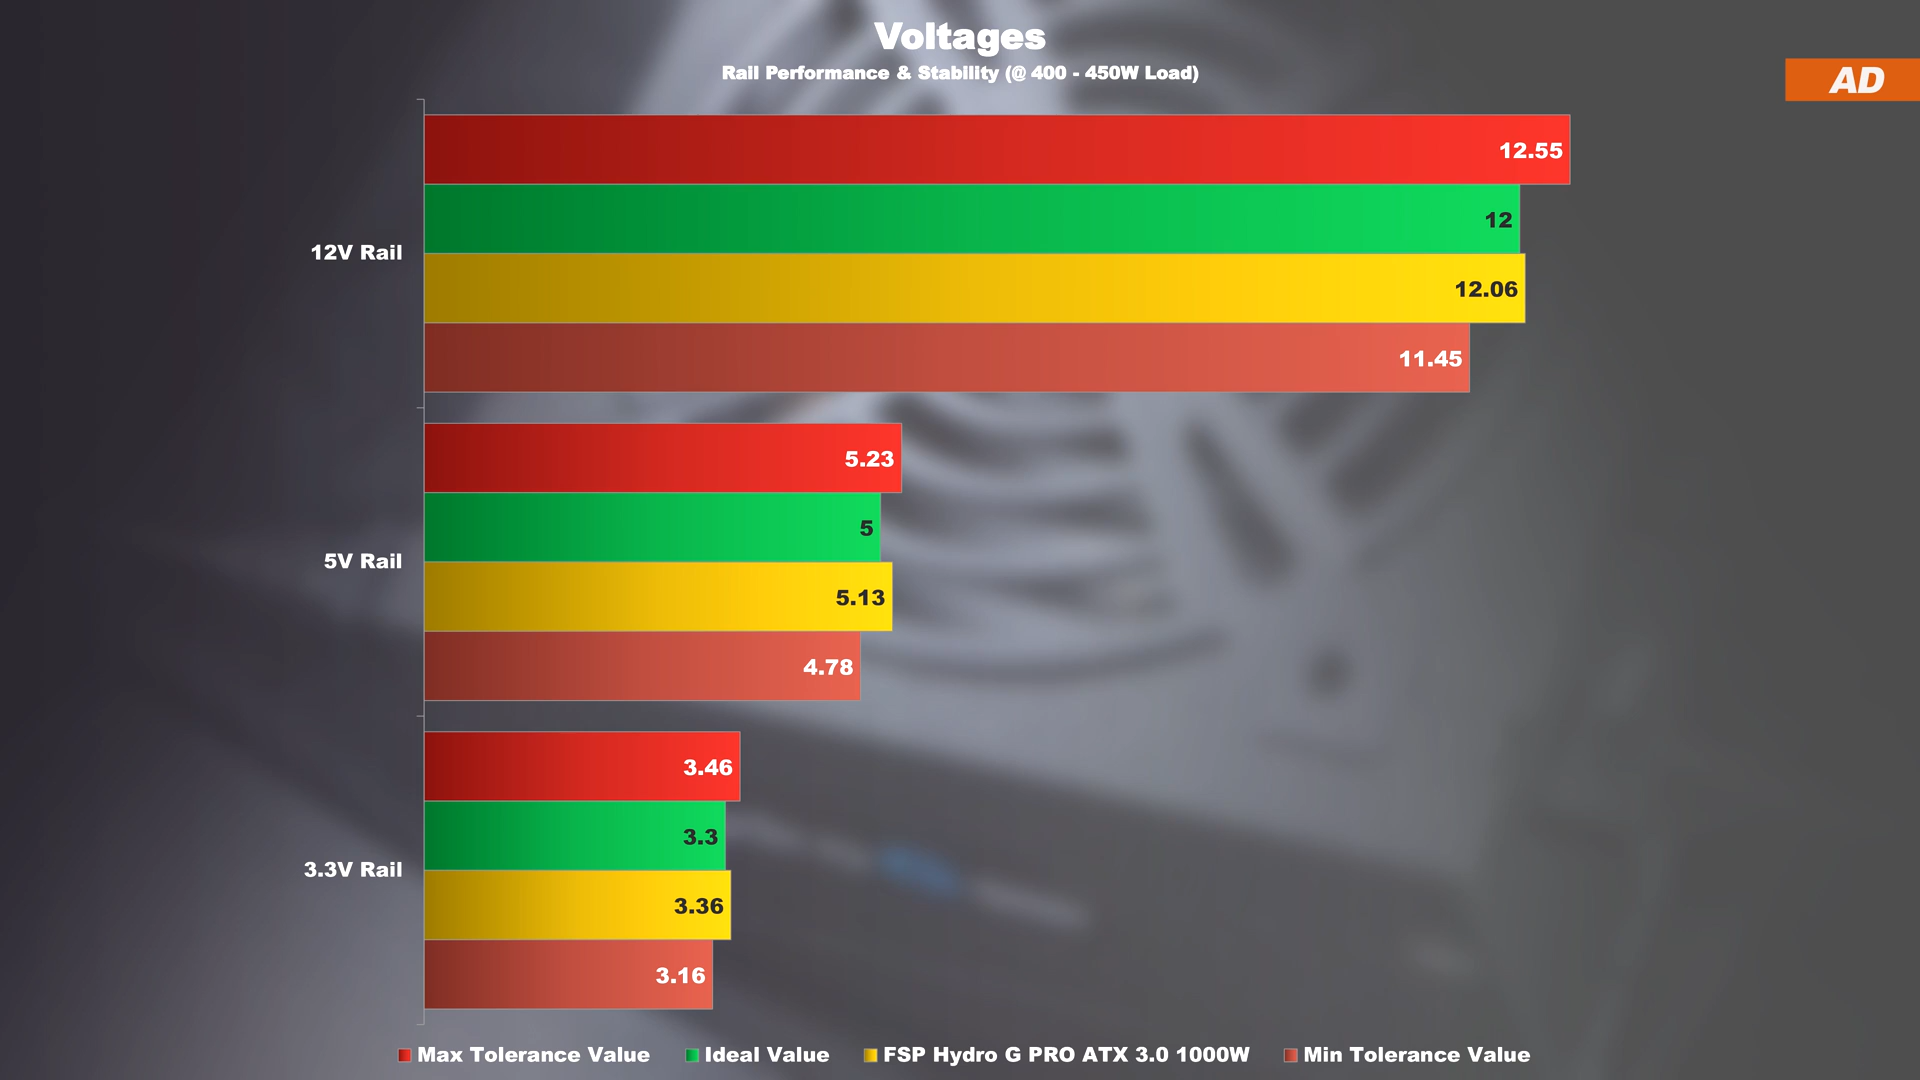 Voltages
Rail Performance & Stability (@ 400 - 450W Load)
AD
12V Rail
12.55
12
12.06
11.45
5V Rail
5.23
5
5.13
4.78
3.3V Rail
3.46
3.3
3.36
3.16
Max Tolerance Value
Ideal Value
FSP Hydro G PRO ATX 3.0 1000W
Min Tolerance Value